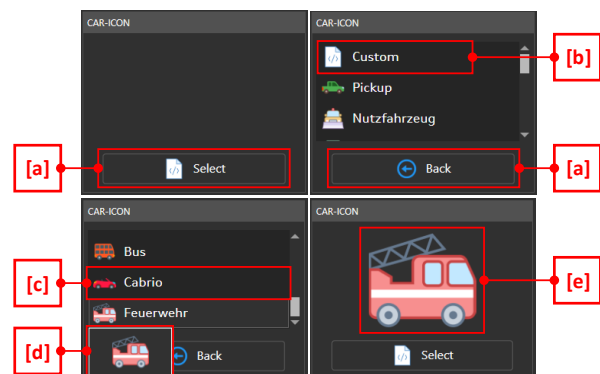 CAR-ICON
CAR-ICON
Custom
[b]
Pickup
Nutzfahrzeug
[a]
Select
Back
[a]
CAR-ICON
CAR-ICON
Bus
[c]
Cabrio
[e]
Feuerwehr
[d]
Back
Select